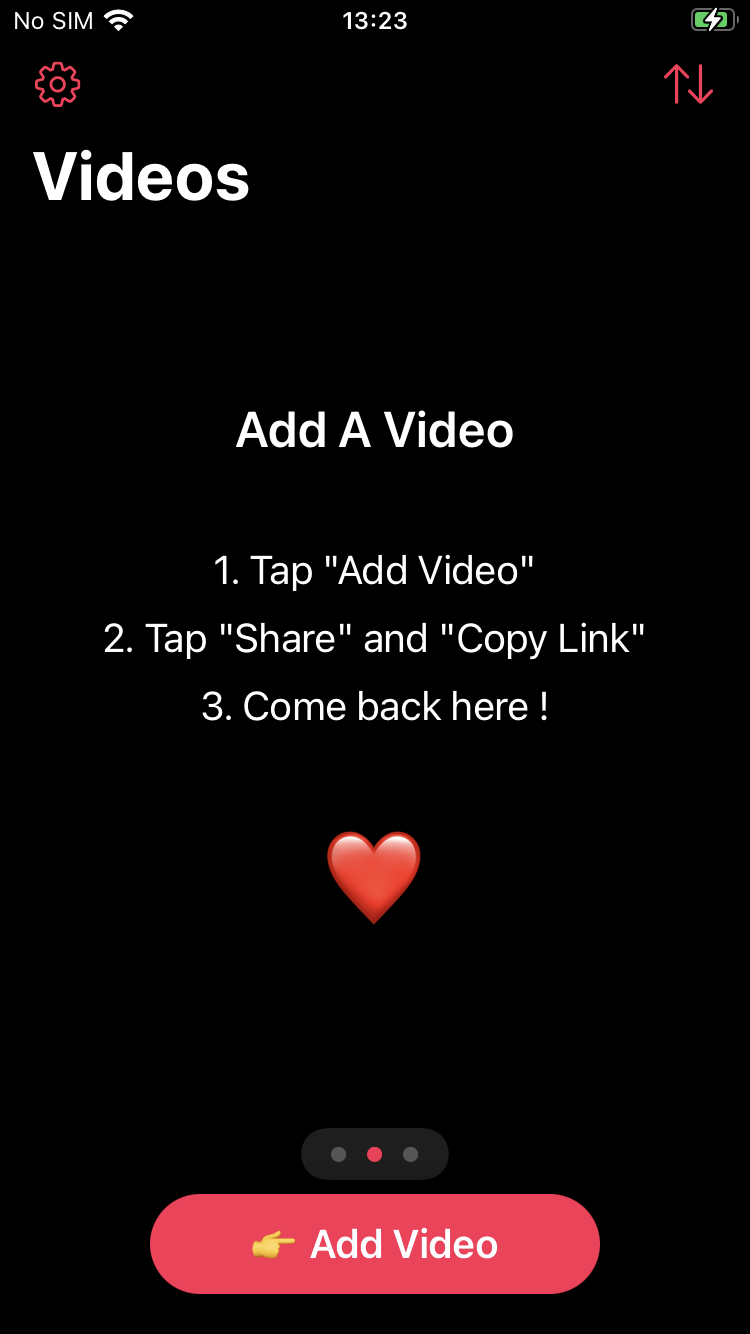 No SIM 13:23
Videos
Add A Video
1. Tap "Add Video"
2. Tap "Share" and "Copy Link"
3. Come back here !
❤️
👉 Add Video